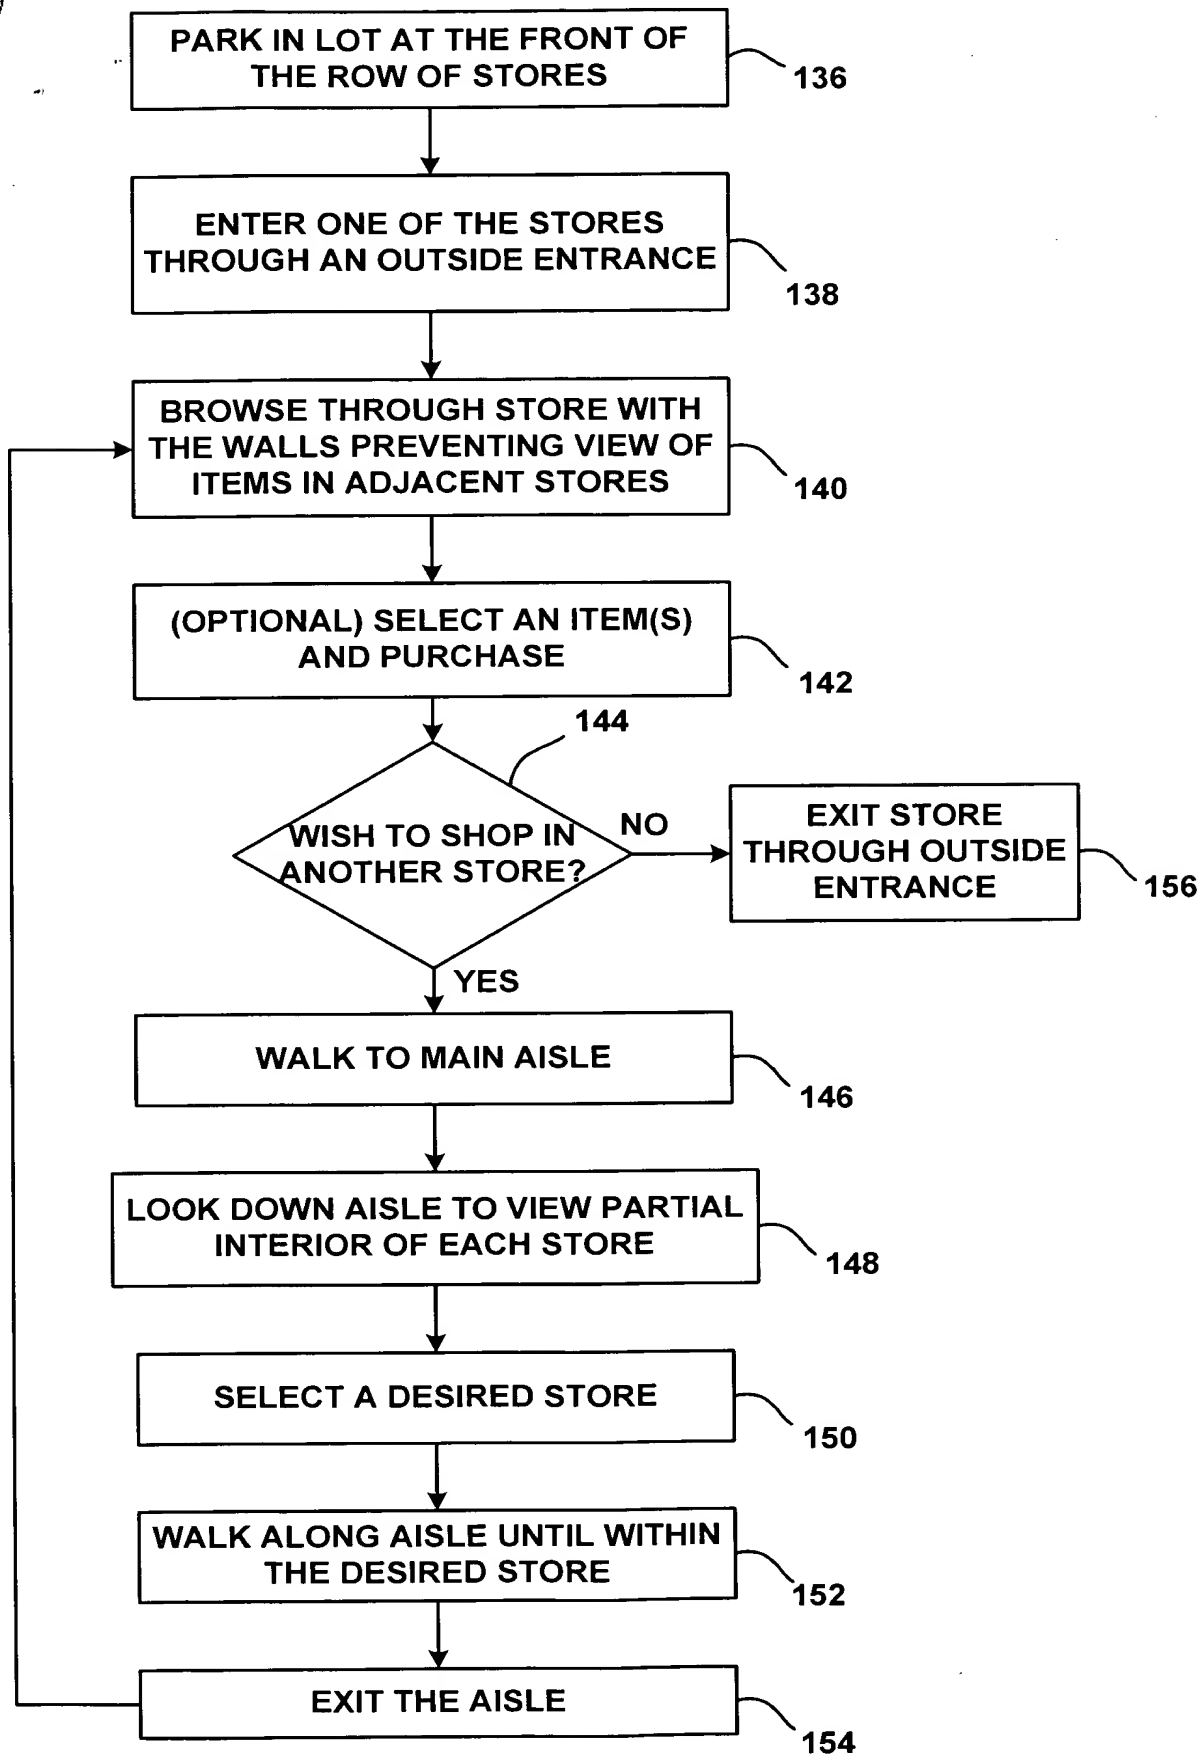 PARK IN LOT AT THE FRONT OF
THE ROW OF STORES
136
ENTER ONE OF THE STORES
THROUGH AN OUTSIDE ENTRANCE
138
BROWSE THROUGH STORE WITH
THE WALLS PREVENTING VIEW OF
ITEMS IN ADJACENT STORES
140
(OPTIONAL) SELECT AN ITEM(S)
AND PURCHASE
142
144
WISH TO SHOP IN
ANOTHER STORE?
NO
EXIT STORE
THROUGH OUTSIDE
ENTRANCE
156
YES
WALK TO MAIN AISLE
146
LOOK DOWN AISLE TO VIEW PARTIAL
INTERIOR OF EACH STORE
148
SELECT A DESIRED STORE
150
WALK ALONG AISLE UNTIL WITHIN
THE DESIRED STORE
152
EXIT THE AISLE
154